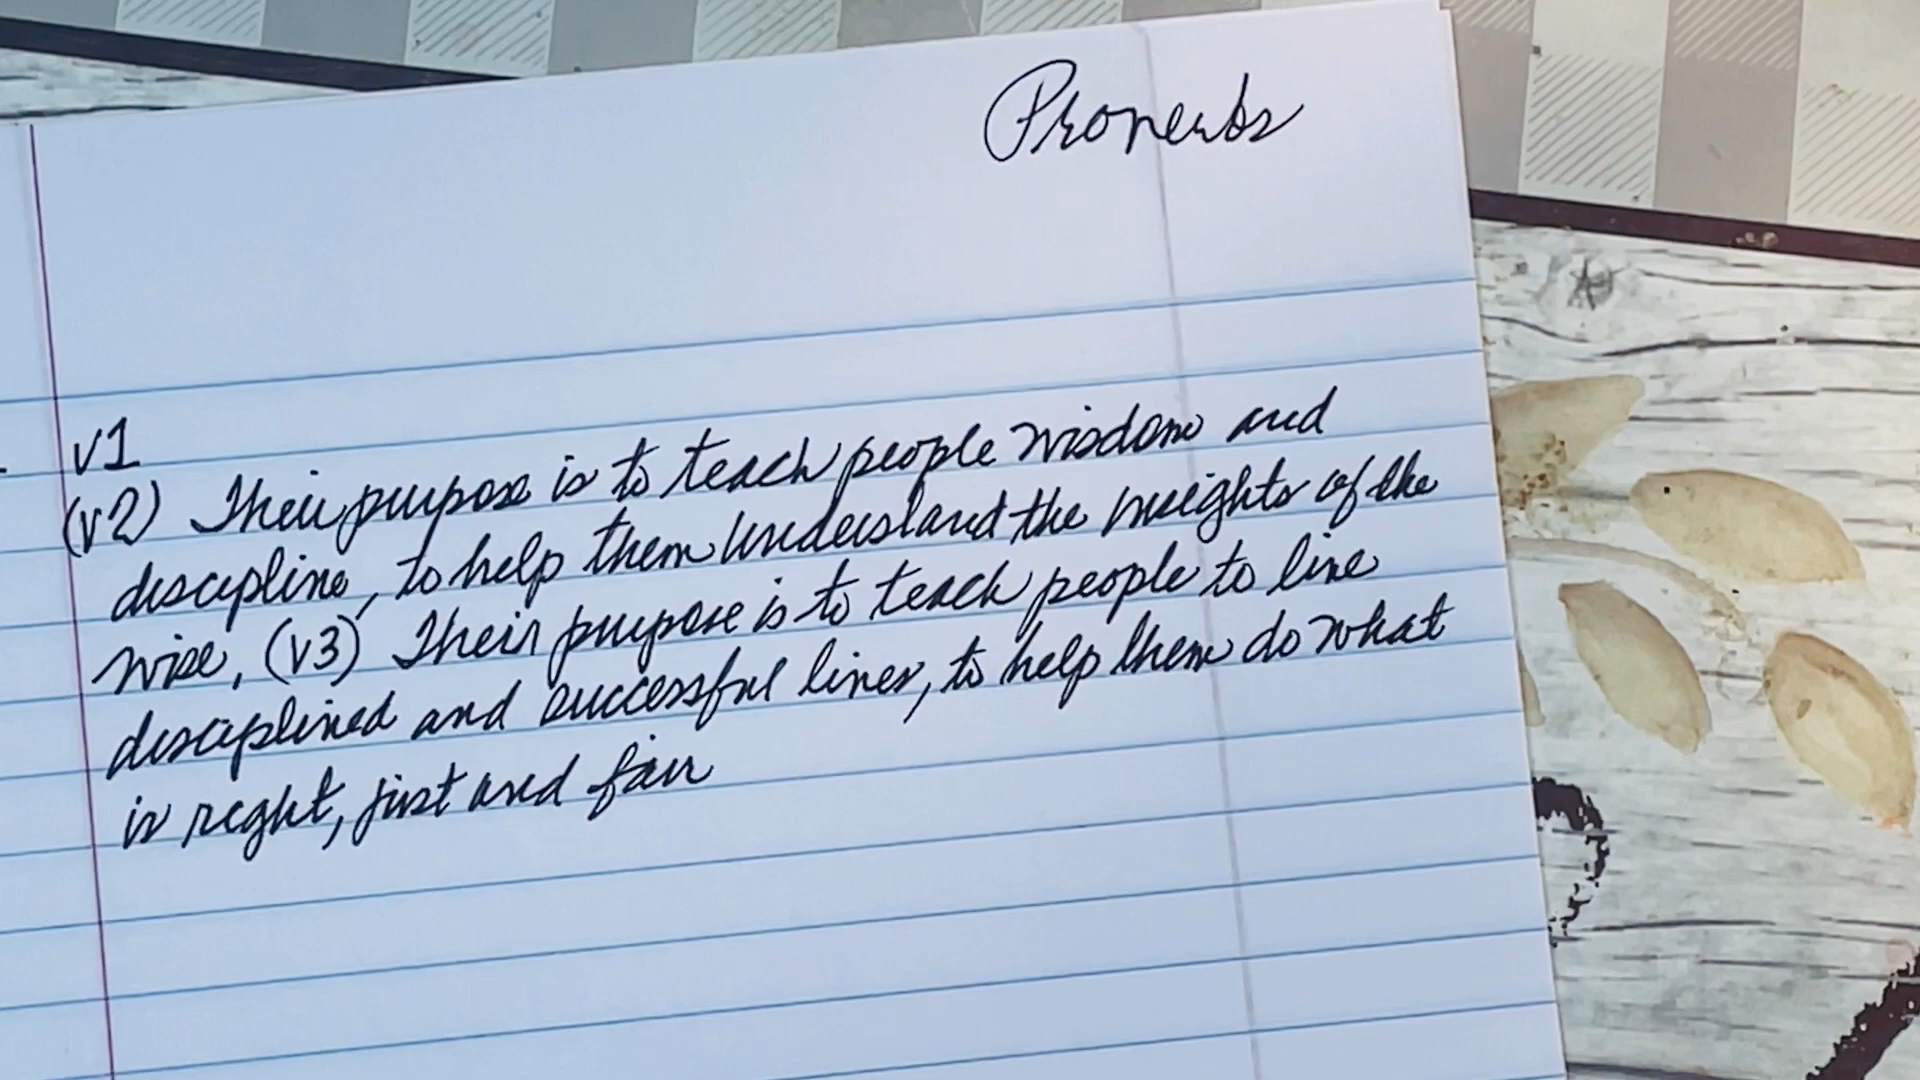 Proverbs
v1
(v2) Their purpose is to teach people wisdom and
discipline, to help them understand the insights of the
wise, (v3) Their purpose is to teach people to live
disciplined and successful lives, to help them do what
is right, just and fair